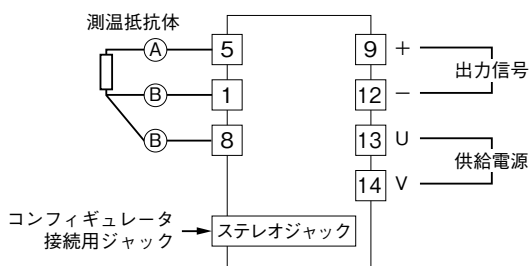 測温抵抗体
A 5 9 +
出力信号
B 1 12 −
B 8 13 U
供給電源
14 V
コンフィギュレータ
接続用ジャック
ステレオジャック